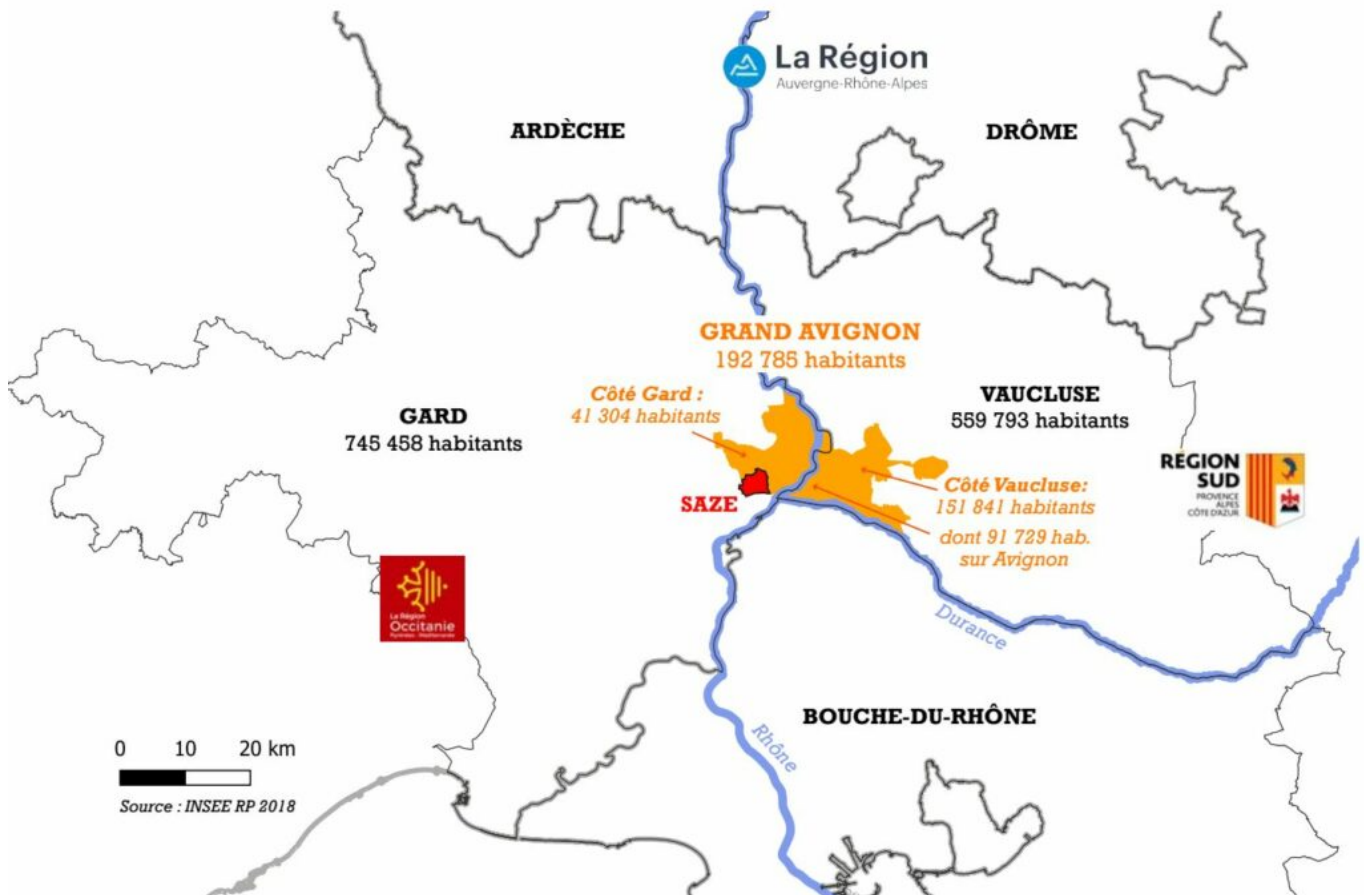 La Région
Auvergne-Rhône-Alpes
ARDÈCHE
DRÔME
GRAND AVIGNON
192 785 habitants
Côté Gard :
41 304 habitants
GARD
745 458 habitants
VAUCLUSE
559 793 habitants
RÉGION
SUD
PROVENCE
ALPES
CÔTE D'AZUR
SAZE
Côté Vaucluse:
151 841 habitants
dont 91 729 hab.
sur Avignon
La Région
Occitanie
Pyrénées - Méditerranée
Durance
BOUCHE-DU-RHÔNE
Rhône
0 10 20 km
Source : INSEE RP 2018